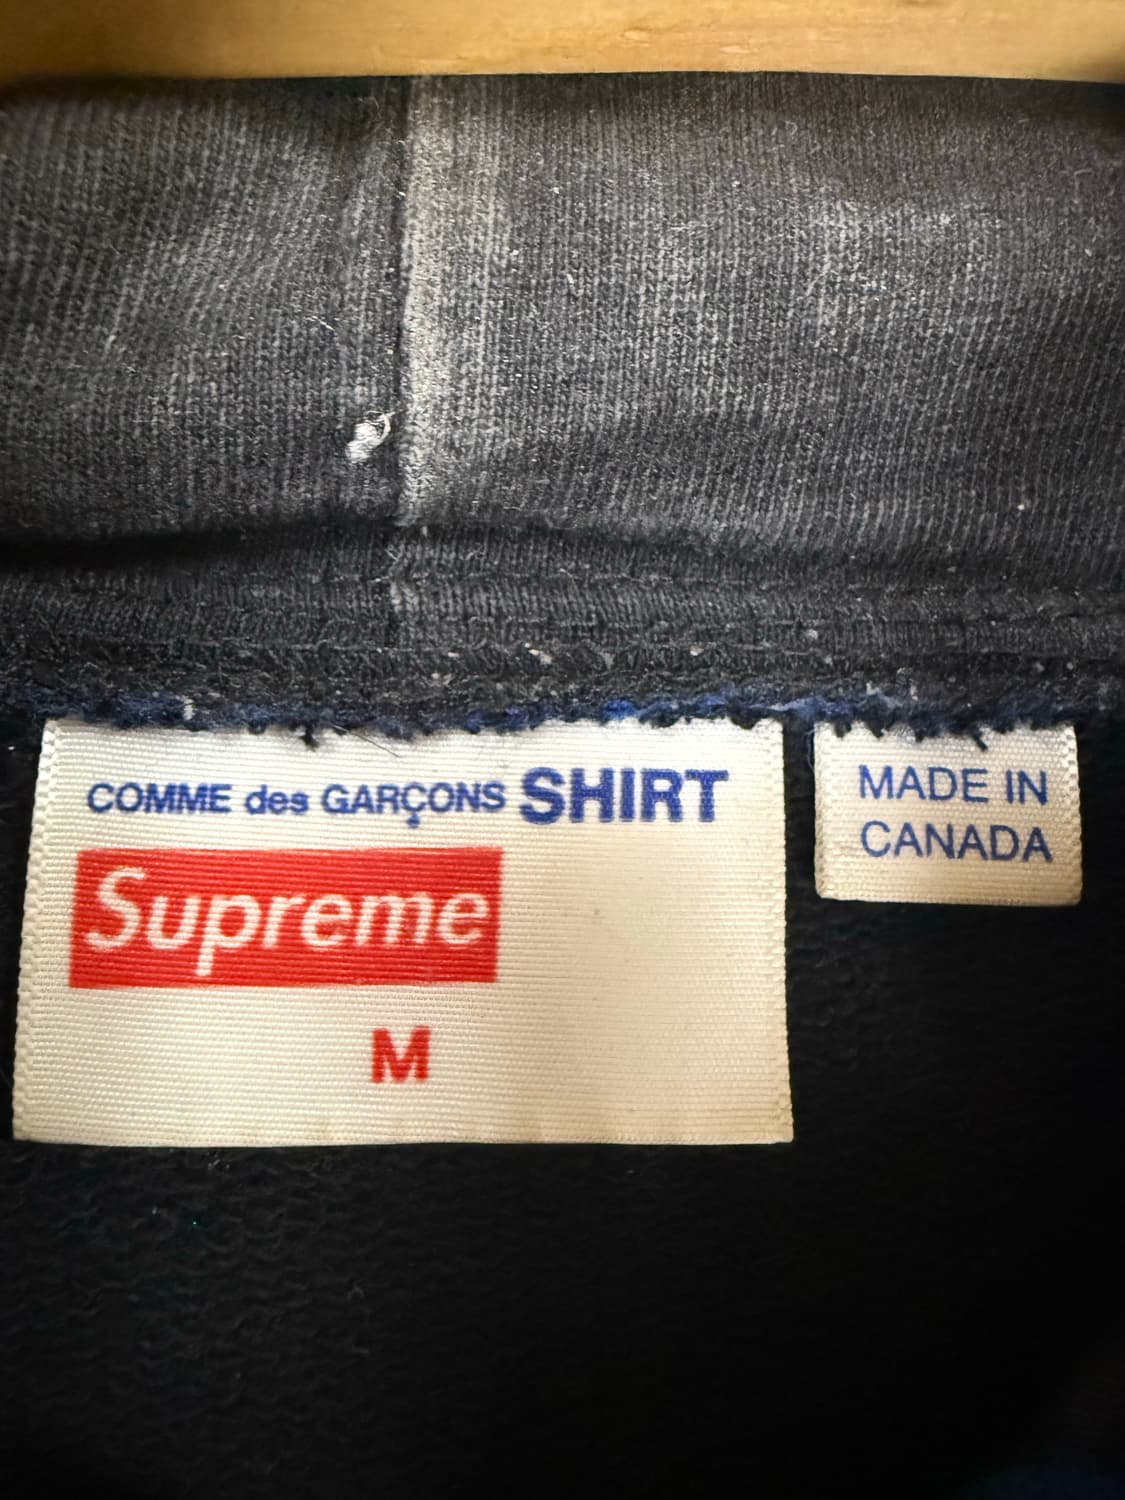 COMME des GARÇONS SHIRT
Supreme
M
MADE IN
CANADA